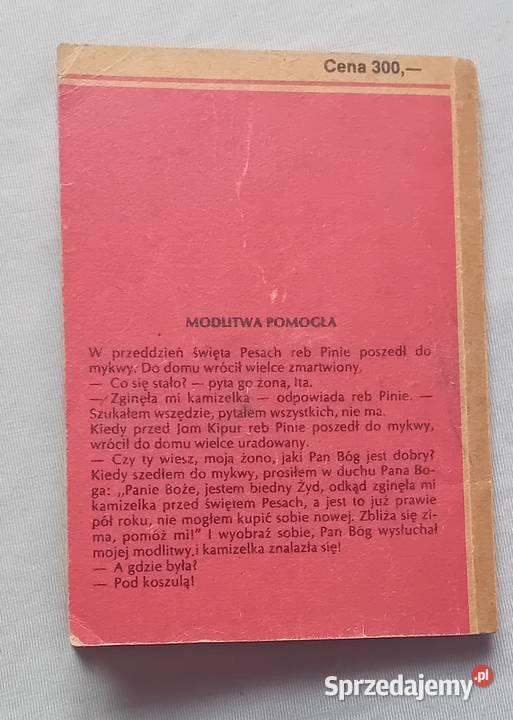 Cena 300,—
MODLITWA POMOGŁA
W przeddzień święta Pesach reb Pinie poszedł do
mykwy. Do domu wrócił wielce zmartwiony,
— Co się stało? — pyta go żona, Ita.
— Zginęła mi kamizelka — odpowiada reb Pinie. —
Szukałem wszędzie, pytałem wszystkich, nie ma.
Kiedy przed Jom Kipur reb Pinie poszedł do mykwy,
wrócił do domu wielce uradowany.
— Czy ty wiesz, moja żono, jaki Pan Bóg jest dobry?
Kiedy szedłem do mykwy, prosiłem w duchu Pana Bo-
ga: „Panie Boże, jestem biedny Żyd, odkąd zginęła mi
kamizelka przed świętem Pesach, a jest to już prawie
pół roku, nie mogłem kupić sobie nowej. Zbliża się zi-
ma, pomóż mi!" I wyobraź sobie, Pan Bóg wysłuchał
mojej modlitwy,i kamizelka znalazła się!
— A gdzie była?
— Pod koszulą!
Sprzedajemy.pl